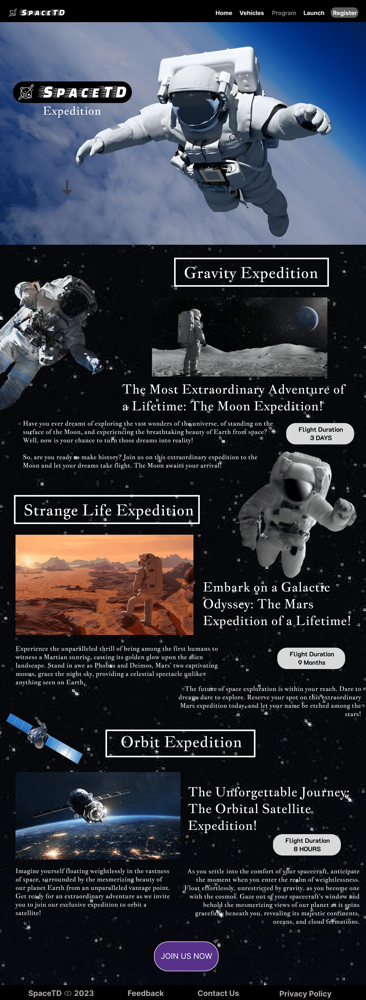 SPACETD
Home Vehicles Program Launch Register
SPACETD
Expedition
Gravity Expedition
The Most Extraordinary Adventure of
a Lifetime: The Moon Expedition!
Have you ever dreamt of exploring the vast wonders of the universe, of standing on the
surface of the Moon, and experiencing the breathtaking beauty of Earth from space?
Well, now is your chance to turn those dreams into reality!
Flight Duration
3 DAYS
So, are you ready to make history? Join us on this extraordinary expedition to the
Moon and let your dreams take flight. The Moon awaits your arrival!
Strange Life Expedition
Embark on a Galactic
Odyssey: The Mars
Expedition of a Lifetime!
Experience the unparalleled thrill of being among the first humans to
witness a Martian sunrise, casting its golden glow upon the alien
landscape. Stand in awe as Phobos and Deimos, Mars' two captivating
moons, grace the night sky, providing a celestial spectacle unlike
anything seen on Earth.
Flight Duration
9 Months
The future of space exploration is within your reach. Dare to
dream, dare to explore. Reserve your spot on this extraordinary
Mars expedition today, and let your name be etched among the
stars!
Orbit Expedition
The Unforgettable Journey:
The Orbital Satellite
Expedition!
Flight Duration
8 HOURS
Imagine yourself floating weightlessly in the vastness
of space, surrounded by the mesmerizing beauty of
our planet Earth from an unparalleled vantage point.
Get ready for an extraordinary adventure as we invite
you to join our exclusive expedition to orbit a
satellite!
As you settle into the comfort of your spacecraft, anticipate
the moment when you enter the realm of weightlessness.
Float effortlessly, unrestricted by gravity, as you become one
with the cosmos. Gaze out of your spacecraft's window and
behold the mesmerizing views of our planet as it spins
gracefully beneath you, revealing its majestic continents,
oceans, and cloud formations.
JOIN US NOW
SpaceTD © 2023 Feedback Contact Us Privacy Policy